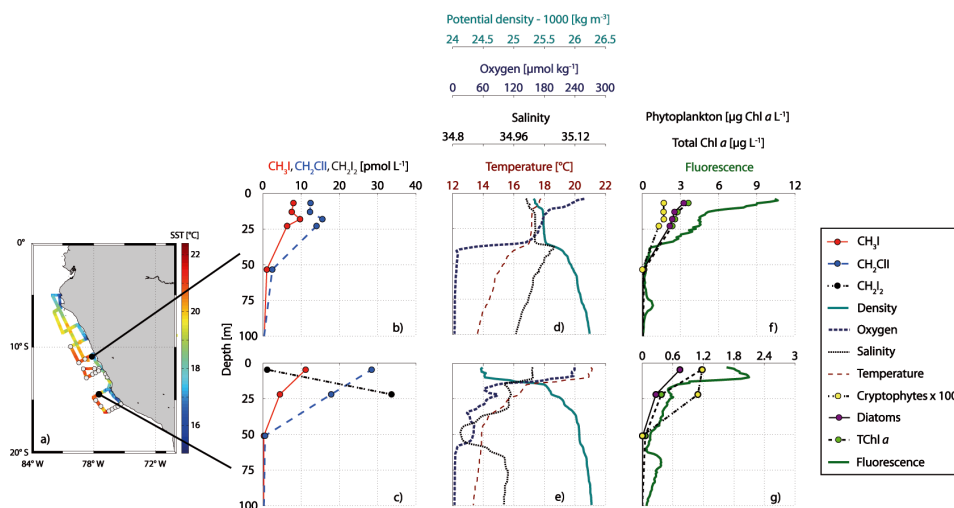 Potential density - 1000 [kg m⁻³]
24 24.5 25 25.5 26 26.5
Oxygen [µmol kg⁻¹]
0 60 120 180 240 300
Salinity
34.8 34.96 35.12
Temperature [°C]
12 14 16 18 20 22
Phytoplankton [µg Chl a L⁻¹]
Total Chl a [µg L⁻¹]
Fluorescence
0 3 6 9 12
CH₃I, CH₂ClI, CH₂I₂ [pmol L⁻¹]
0 10 20 30 40
0
25
50
75
100
b)
d)
f)
Depth [m]
0
25
50
75
100
c)
e)
0 0.6 1.2 1.8 2.4 3
g)
SST [°C]
22
20
18
16
0°
10°S
20°S
84°W 78°W 72°W
a)
CH₃I
CH₂ClI
CH₂I₂
Density
Oxygen
Salinity
Temperature
Cryptophytes x 100
Diatoms
TChl a
Fluorescence